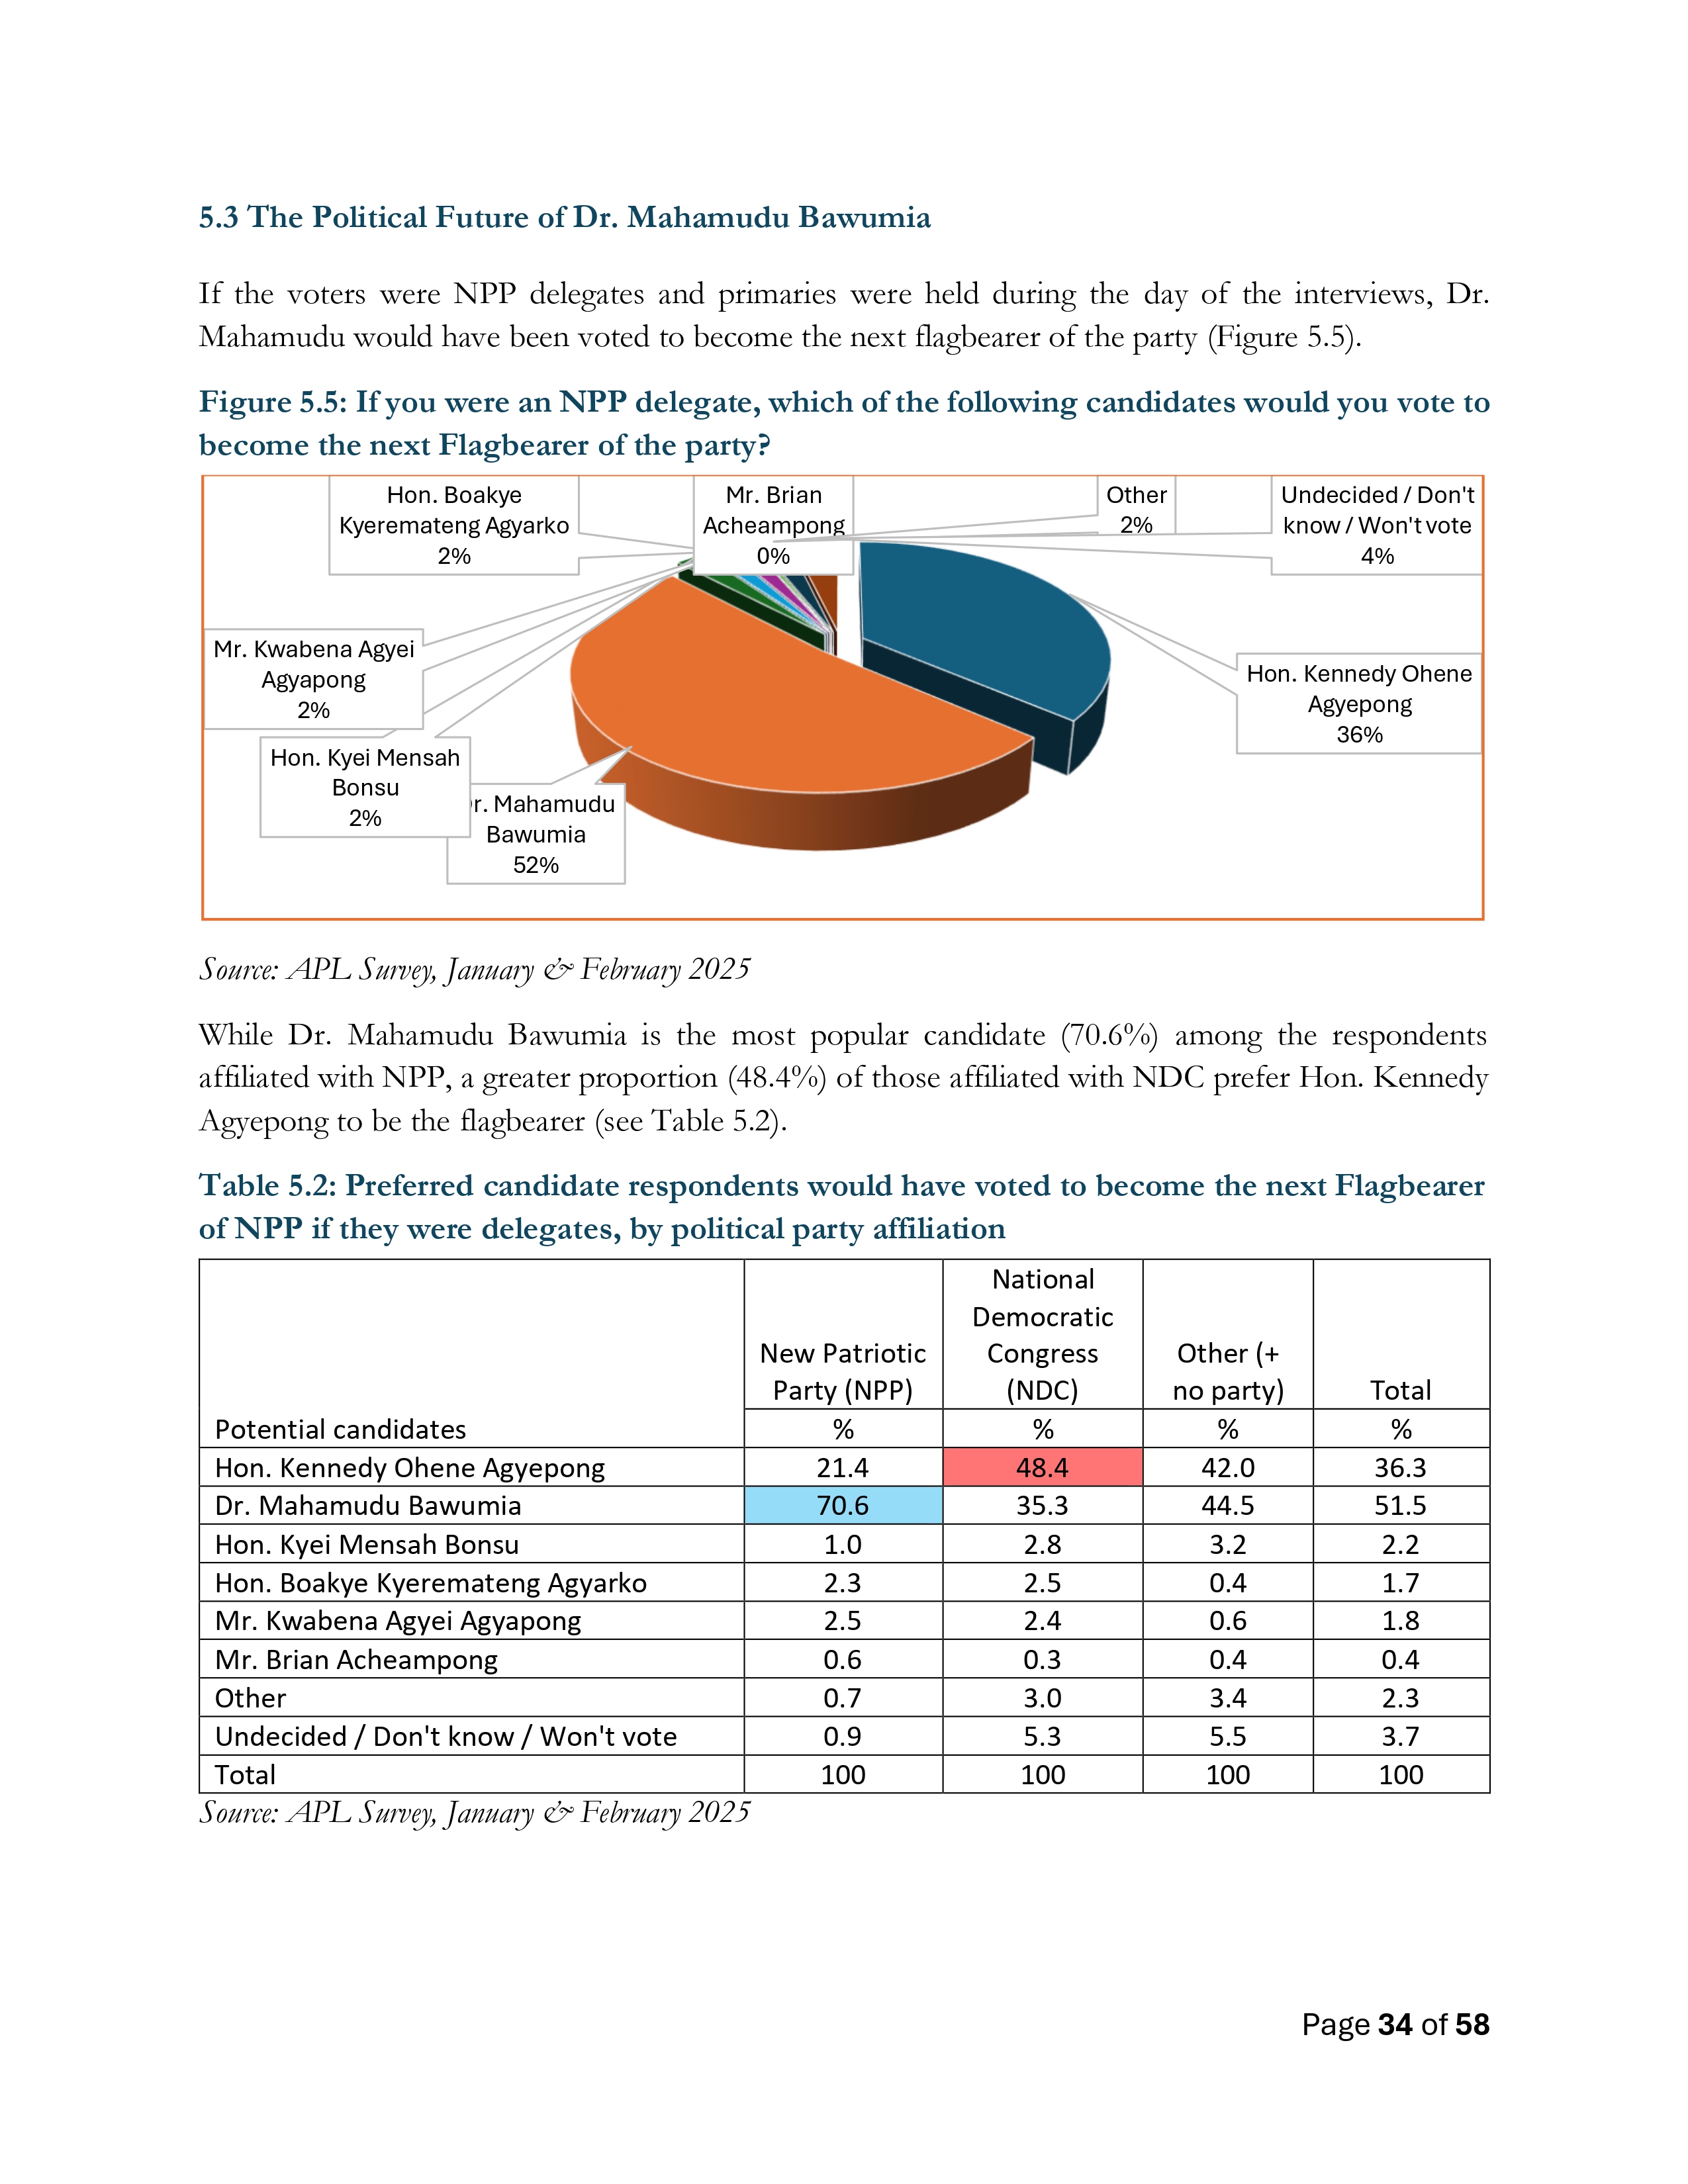 5.3 The Political Future of Dr. Mahamudu Bawumia
If the voters were NPP delegates and primaries were held during the day of the interviews, Dr.
Mahamudu would have been voted to become the next flagbearer of the party (Figure 5.5).
Figure 5.5: If you were an NPP delegate, which of the following candidates would you vote to
become the next Flagbearer of the party?
Hon. Boakye
Kyeremateng Agyarko
2%
Mr. Brian
Acheampong
0%
Other
2%
Undecided / Don't
know / Won't vote
4%
Mr. Kwabena Agyei
Agyapong
2%
Hon. Kennedy Ohene
Agyepong
36%
Hon. Kyei Mensah
Bonsu
2%
r. Mahamudu
Bawumia
52%
Source: APL Survey, January & February 2025
While Dr. Mahamudu Bawumia is the most popular candidate (70.6%) among the respondents
affiliated with NPP, a greater proportion (48.4%) of those affiliated with NDC prefer Hon. Kennedy
Agyepong to be the flagbearer (see Table 5.2).
Table 5.2: Preferred candidate respondents would have voted to become the next Flagbearer
of NPP if they were delegates, by political party affiliation
National
Democratic
New Patriotic Congress Other (+
Party (NPP) (NDC) no party) Total
Potential candidates % % % %
Hon. Kennedy Ohene Agyepong 21.4 48.4 42.0 36.3
Dr. Mahamudu Bawumia 70.6 35.3 44.5 51.5
Hon. Kyei Mensah Bonsu 1.0 2.8 3.2 2.2
Hon. Boakye Kyeremateng Agyarko 2.3 2.5 0.4 1.7
Mr. Kwabena Agyei Agyapong 2.5 2.4 0.6 1.8
Mr. Brian Acheampong 0.6 0.3 0.4 0.4
Other 0.7 3.0 3.4 2.3
Undecided / Don't know / Won't vote 0.9 5.3 5.5 3.7
Total 100 100 100 100
Source: APL Survey, January & February 2025
Page 34 of 58